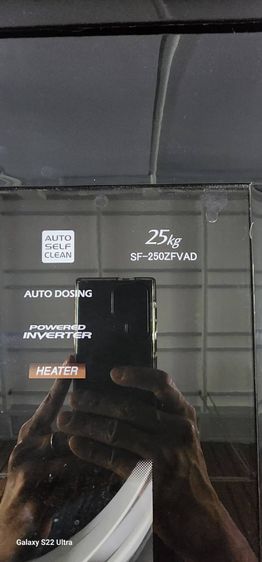 AUTO
SELF
CLEAN
25kg
SF-250ZFVAD
AUTO DOSING
POWERED
INVERTER
HEATER
Galaxy S22 Ultra